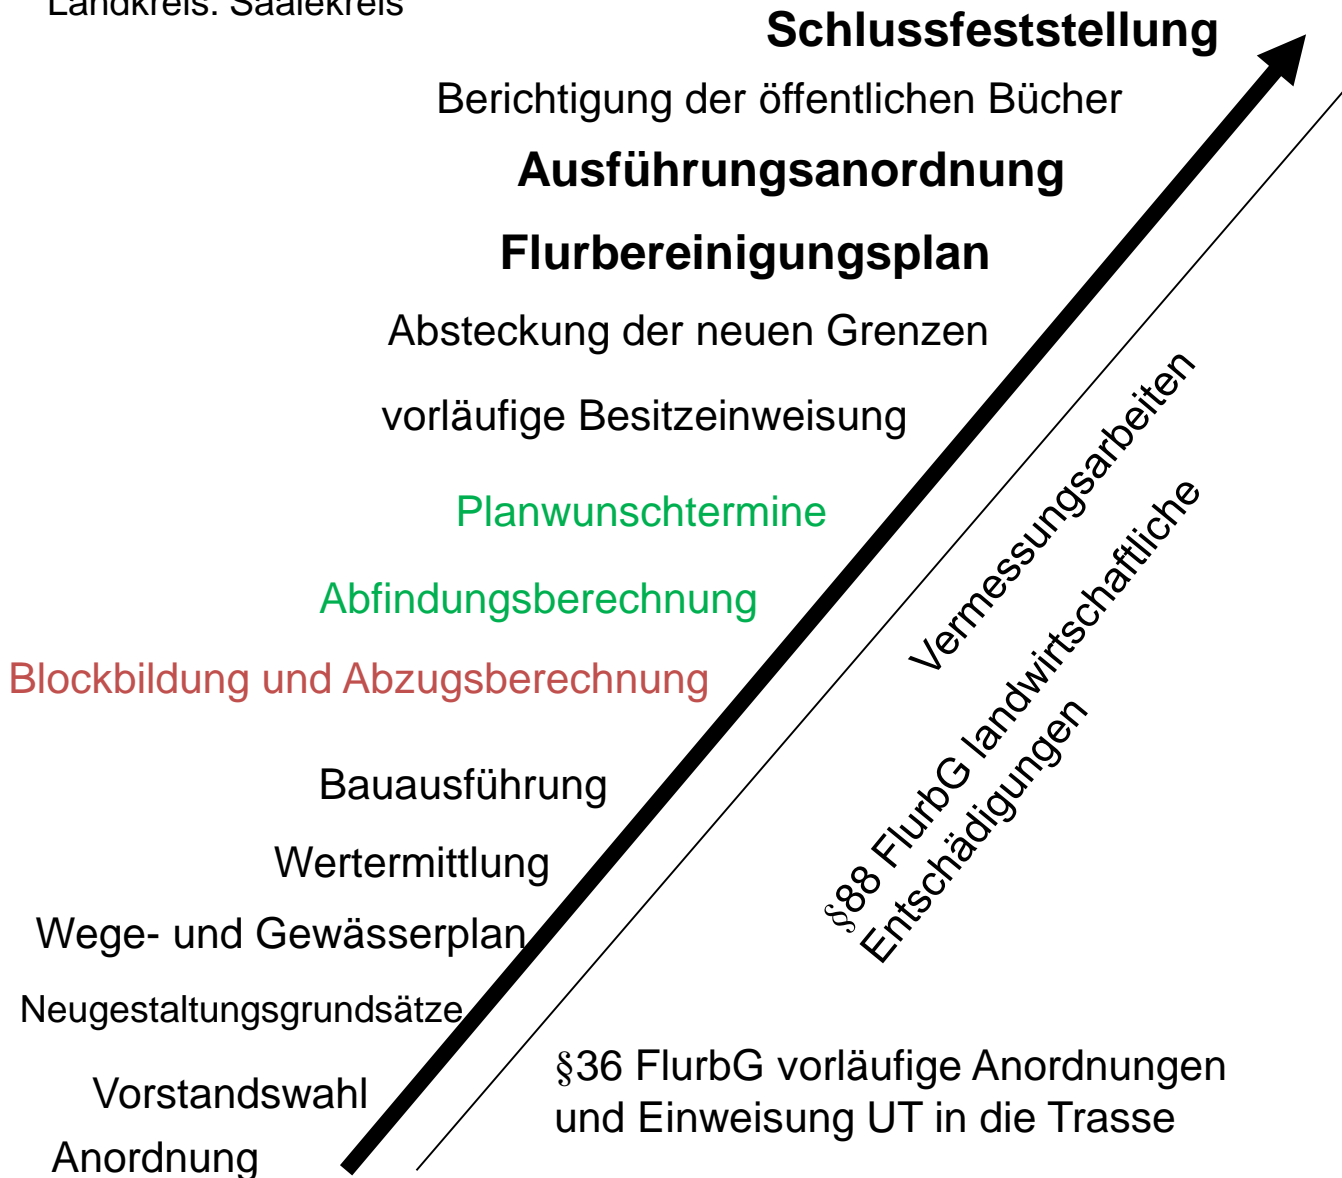 Landkreis: Saalekreis
Schlussfeststellung
Berichtigung der öffentlichen Bücher
Ausführungsanordnung
Flurbereinigungsplan
Absteckung der neuen Grenzen
vorläufige Besitzeinweisung
Planwunschtermine
Abfindungsberechnung
Blockbildung und Abzugsberechnung
Bauausführung
Wertermittlung
Wege- und Gewässerplan
Neugestaltungsgrundsätze
Vorstandswahl
Anordnung
Vermessungsarbeiten
§88 FlurbG landwirtschaftliche
Entschädigungen
§36 FlurbG vorläufige Anordnungen
und Einweisung UT in die Trasse